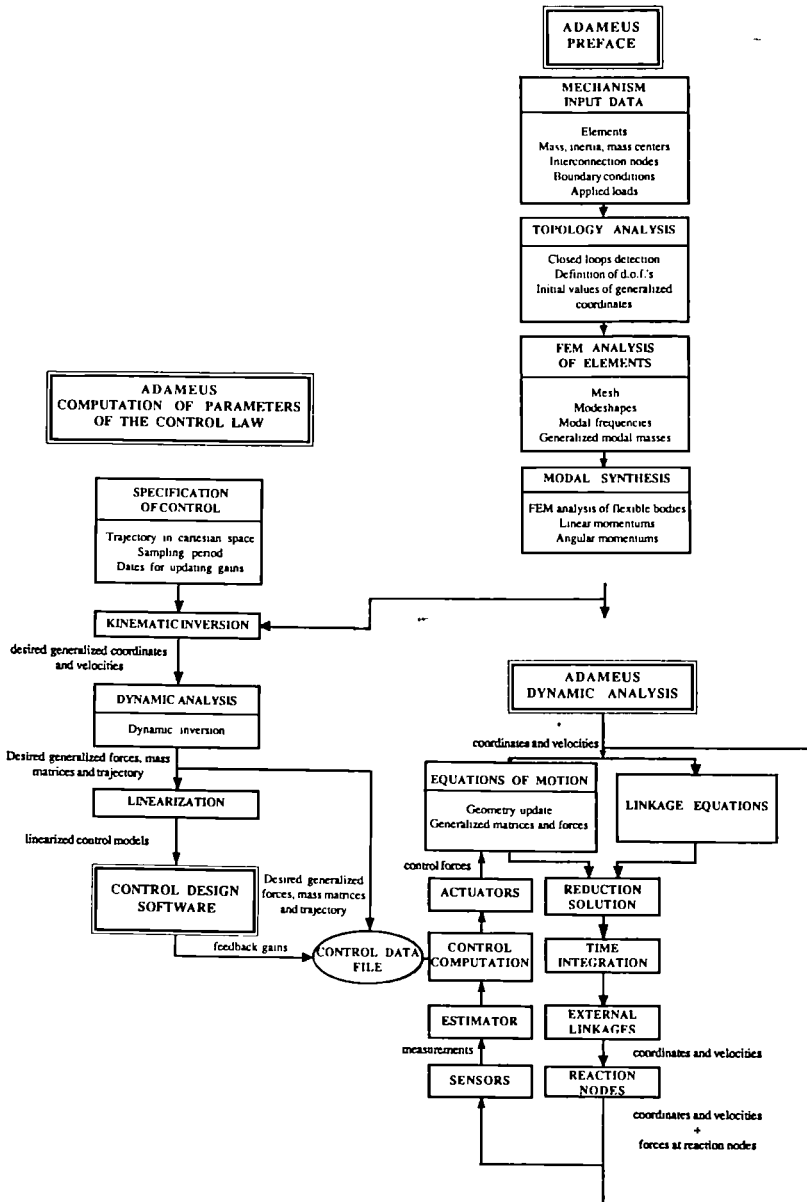 ADAMEUS
PREFACE
MECHANISM
INPUT DATA
Elements
Mass, inertia, mass centers
Interconnection nodes
Boundary conditions
Applied loads
TOPOLOGY ANALYSIS
Closed loops detection
Definition of d.o.f.'s
Initial values of generalized
coordinates
FEM ANALYSIS
OF ELEMENTS
Mesh
Modeshapes
Modal frequencies
Generalized modal masses
MODAL SYNTHESIS
FEM analysis of flexible bodies
Linear momentums
Angular momentums
ADAMEUS
COMPUTATION OF PARAMETERS
OF THE CONTROL LAW
SPECIFICATION
OF CONTROL
Trajectory in cartesian space
Sampling period
Dates for updating gains
KINEMATIC INVERSION
desired generalized coordinates
and velocities
DYNAMIC ANALYSIS
Dynamic inversion
Desired generalized forces, mass
matrices and trajectory
LINEARIZATION
linearized control models
CONTROL DESIGN
SOFTWARE
Desired generalized
forces, mass matrices
and trajectory
feedback gains
CONTROL DATA
FILE
ADAMEUS
DYNAMIC ANALYSIS
coordinates and velocities
EQUATIONS OF MOTION
Geometry update
Generalized matrices and forces
LINKAGE EQUATIONS
control forces
ACTUATORS
REDUCTION
SOLUTION
CONTROL
COMPUTATION
TIME
INTEGRATION
ESTIMATOR
EXTERNAL
LINKAGES
measurements
coordinates and velocities
SENSORS
REACTION
NODES
coordinates and velocities
+
forces at reaction nodes